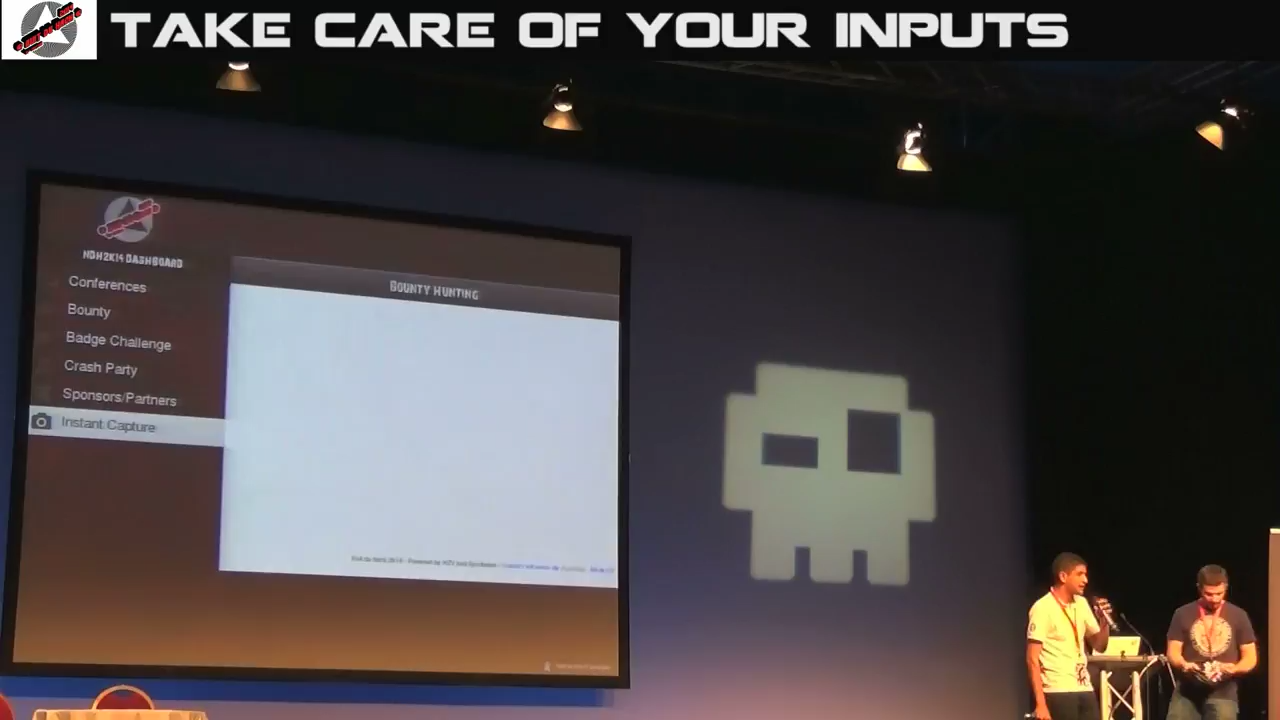 TAKE CARE OF YOUR INPUTS
NDH2K14 DASHBOARD
Conferences
Bounty
Badge Challenge
Crash Party
Sponsors/Partners
Instant Capture
BOUNTY HUNTING